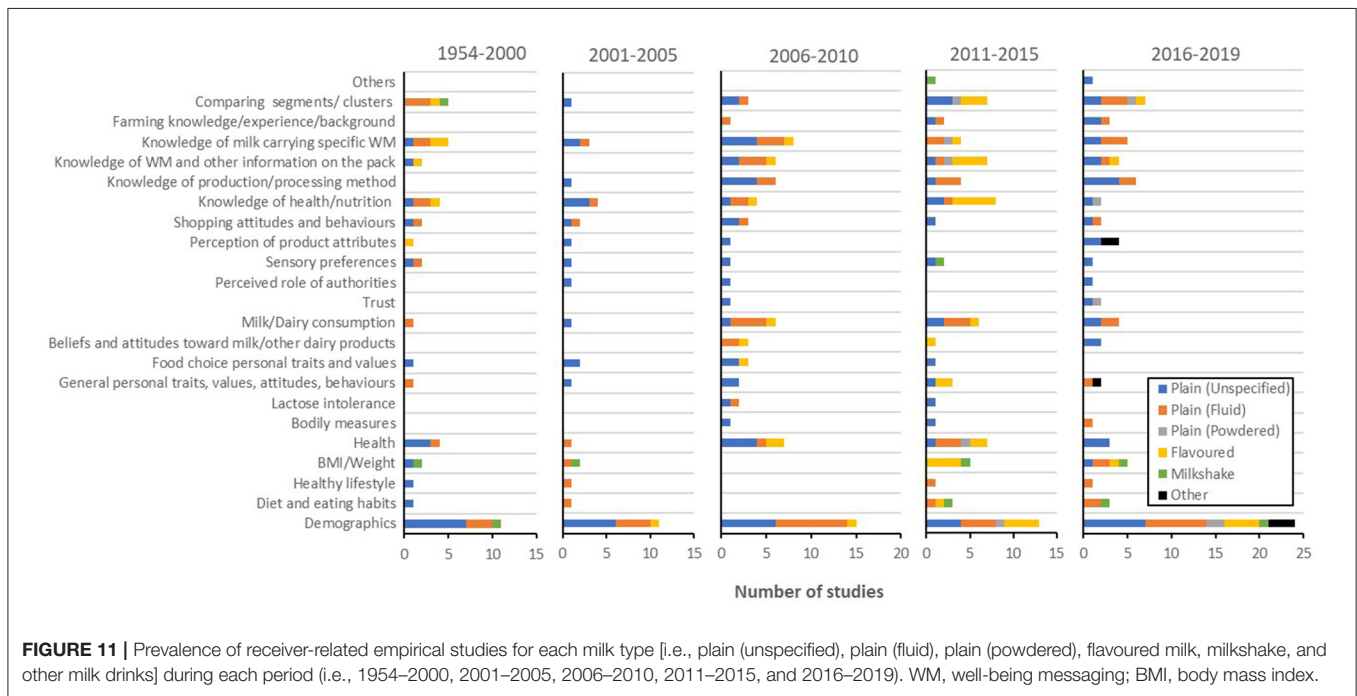 1954-2000 2001-2005 2006-2010 2011-2015 2016-2019
Others
Comparing segments/ clusters
Farming knowledge/experience/background
Knowledge of milk carrying specific WM
Knowledge of WM and other information on the pack
Knowledge of production/processing method
Knowledge of health/nutrition
Shopping attitudes and behaviours
Perception of product attributes
Sensory preferences
Perceived role of authorities
Trust
Milk/Dairy consumption
Beliefs and attitudes toward milk/other dairy products
Food choice personal traits and values
General personal traits, values, attitudes, behaviours
Lactose intolerance
Bodily measures
Health
BMI/Weight
Healthy lifestyle
Diet and eating habits
Demographics
Plain (Unspecified)
Plain (Fluid)
Plain (Powdered)
Flavoured
Milkshake
Other
0 5 10 15 0 5 10 15 0 5 10 15 20 0 5 10 15 0 5 10 15 20 25
Number of studies
FIGURE 11 | Prevalence of receiver-related empirical studies for each milk type [i.e., plain (unspecified), plain (fluid), plain (powdered), flavoured milk, milkshake, and
other milk drinks] during each period (i.e., 1954–2000, 2001–2005, 2006–2010, 2011–2015, and 2016–2019). WM, well-being messaging; BMI, body mass index.